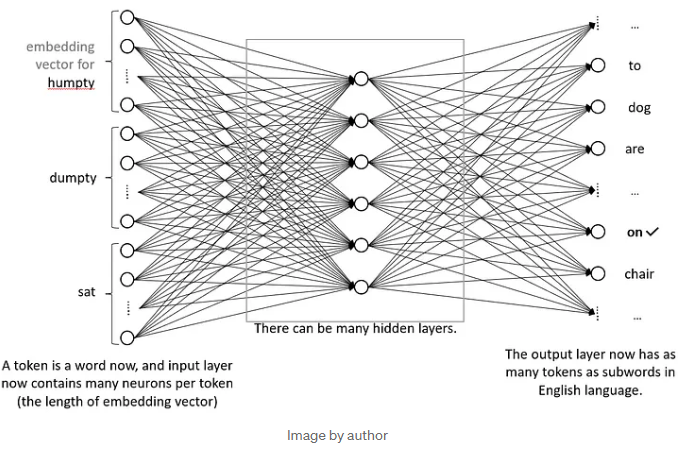 embedding
vector for
humpty
dumpty
sat
...
to
dog
are
...
on ✓
chair
...
There can be many hidden layers.
A token is a word now, and input layer
now contains many neurons per token
(the length of embedding vector)
The output layer now has as
many tokens as subwords in
English language.
Image by author